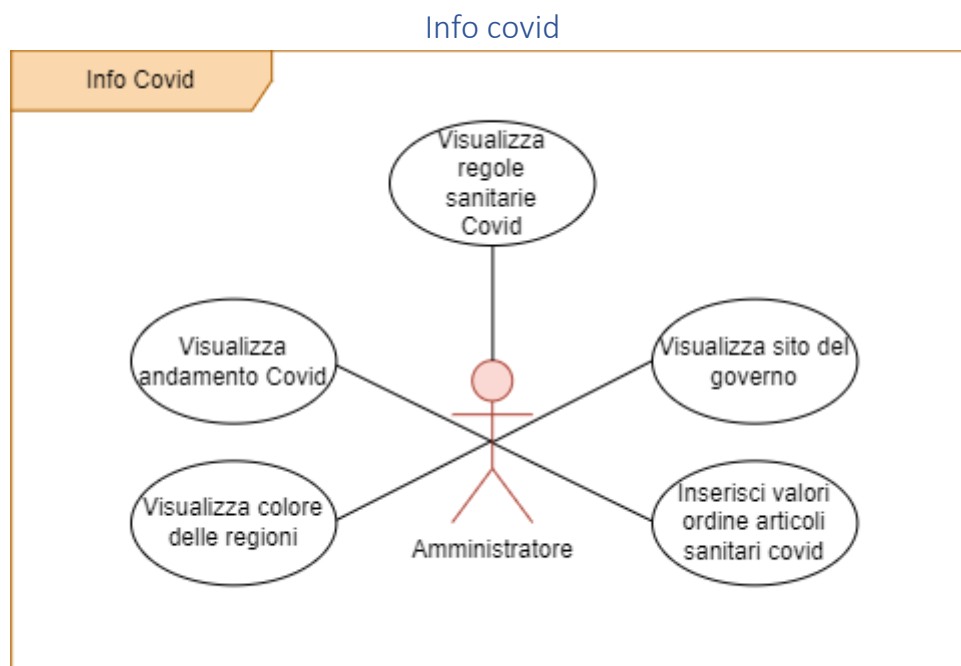 Info covid
Info Covid
Visualizza
regole
sanitarie
Covid
Visualizza
andamento Covid
Visualizza sito del
governo
Visualizza colore
delle regioni
Inserisci valori
ordine articoli
sanitari covid
Amministratore